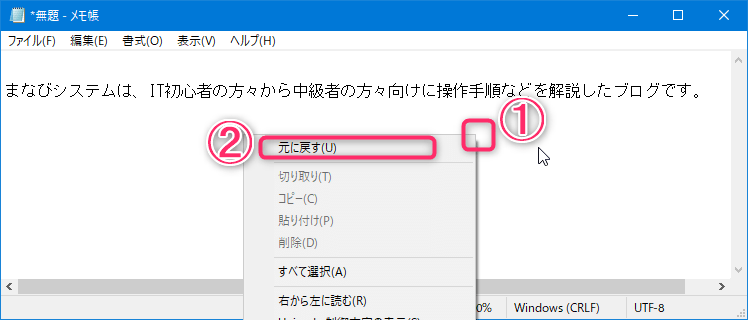 *無題 - メモ帳
ファイル(F) 編集(E) 書式(O) 表示(V) ヘルプ(H)
まなびシステムは、IT初心者の方々から中級者の方々向けに操作手順などを解説したブログです。
①
②
元に戻す(U)
切り取り(T)
コピー(C)
貼り付け(P)
削除(D)
すべて選択(A)
右から左に読む(R)
0% Windows (CRLF) UTF-8